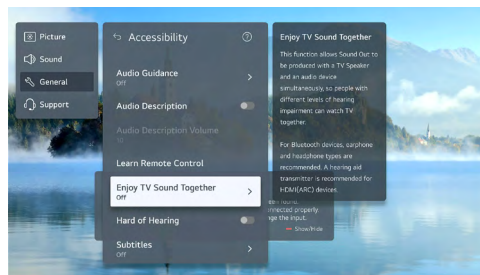 Picture
Sound
General
Support
Accessibility
Audio Guidance
Off
Audio Description
Audio Description Volume
Learn Remote Control
Enjoy TV Sound Together
Off
Hard of Hearing
Subtitles
Off
Enjoy TV Sound Together
This function allows Sound Out to
be produced with a TV Speaker
and an audio device
simultaneously, so people with
different levels of hearing
impairment can watch TV
together.
For Bluetooth devices, earphone
and headphone types are
recommended. A hearing aid
transmitter is recommended for
HDMI(ARC) devices.
found.
nnected properly.
nge the input.
Show/Hide